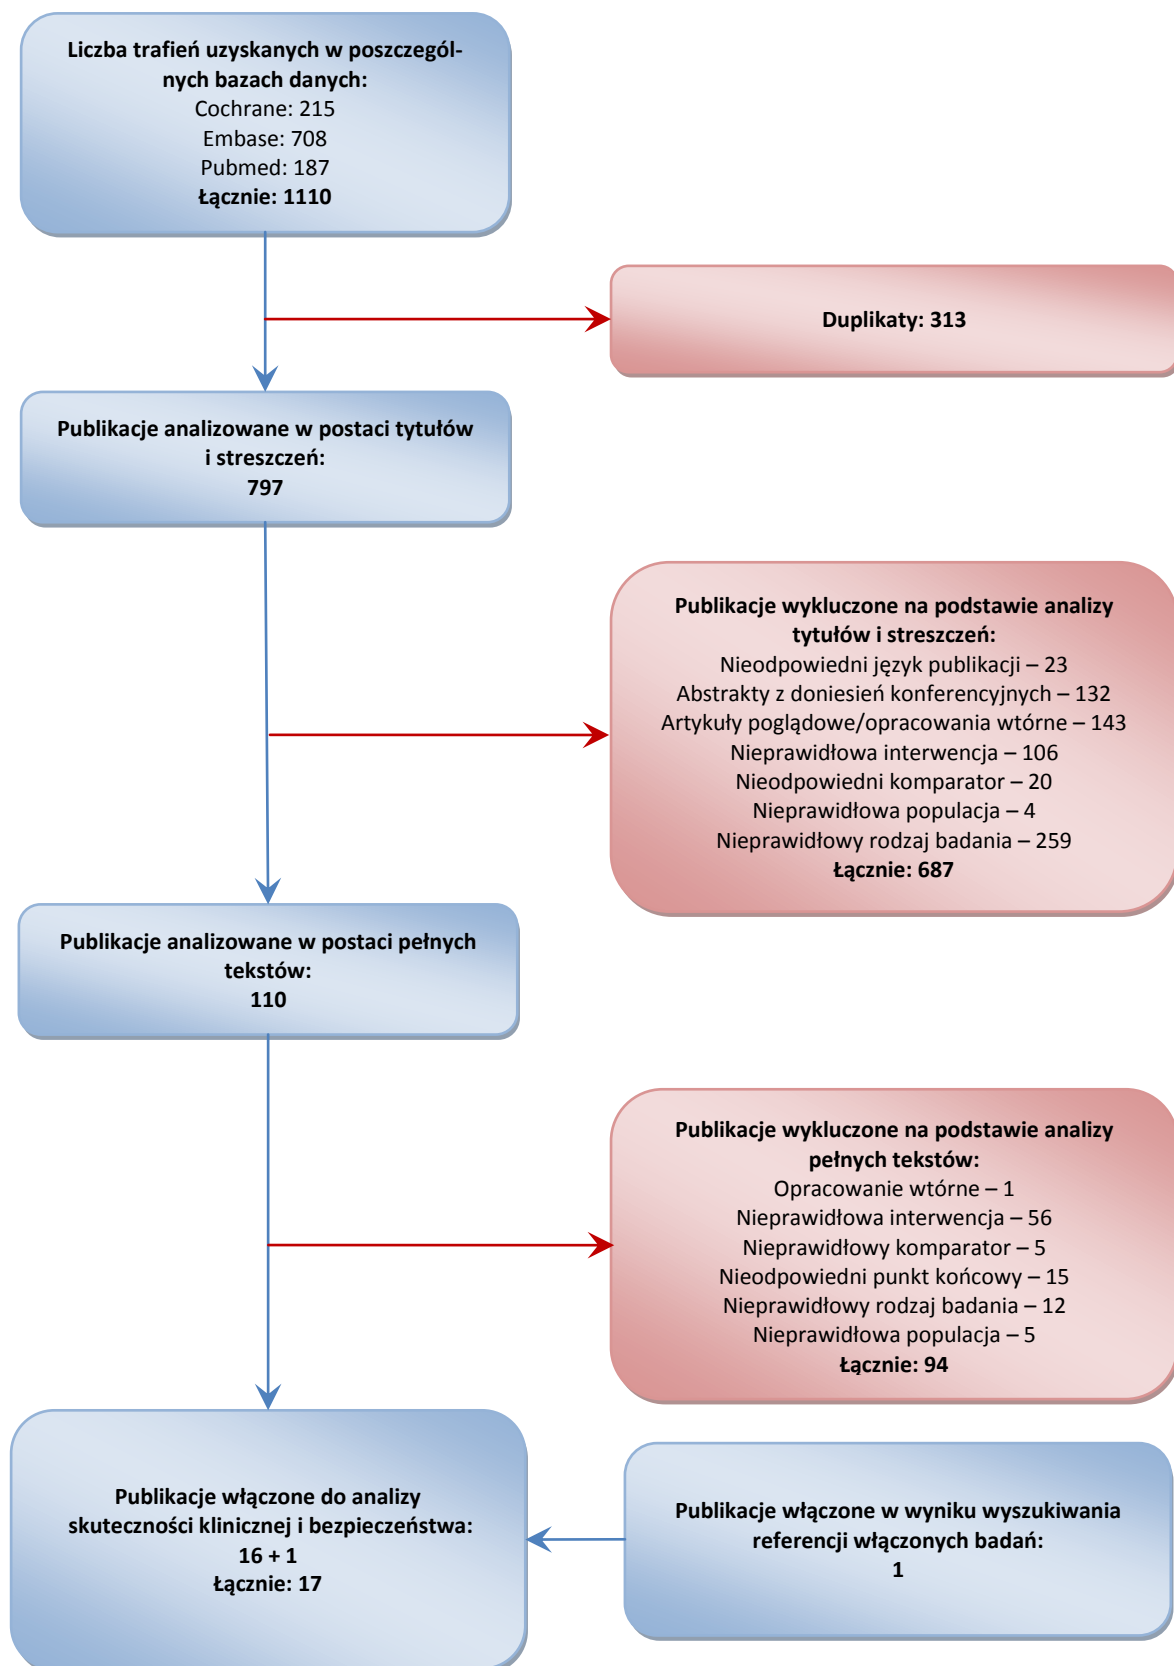 Liczba trafień uzyskanych w poszczegól-
nych bazach danych:
Cochrane: 215
Embase: 708
Pubmed: 187
Łącznie: 1110
Duplikaty: 313
Publikacje analizowane w postaci tytułów
i streszczeń:
797
Publikacje wykluczone na podstawie analizy
tytułów i streszczeń:
Nieodpowiedni język publikacji – 23
Abstrakty z doniesień konferencyjnych – 132
Artykuły poglądowe/opracowania wtórne – 143
Nieprawidłowa interwencja – 106
Nieodpowiedni komparator – 20
Nieprawidłowa populacja – 4
Nieprawidłowy rodzaj badania – 259
Łącznie: 687
Publikacje analizowane w postaci pełnych
tekstów:
110
Publikacje wykluczone na podstawie analizy
pełnych tekstów:
Opracowanie wtórne – 1
Nieprawidłowa interwencja – 56
Nieprawidłowy komparator – 5
Nieodpowiedni punkt końcowy – 15
Nieprawidłowy rodzaj badania – 12
Nieprawidłowa populacja – 5
Łącznie: 94
Publikacje włączone do analizy
skuteczności klinicznej i bezpieczeństwa:
16 + 1
Łącznie: 17
Publikacje włączone w wyniku wyszukiwania
referencji włączonych badań:
1